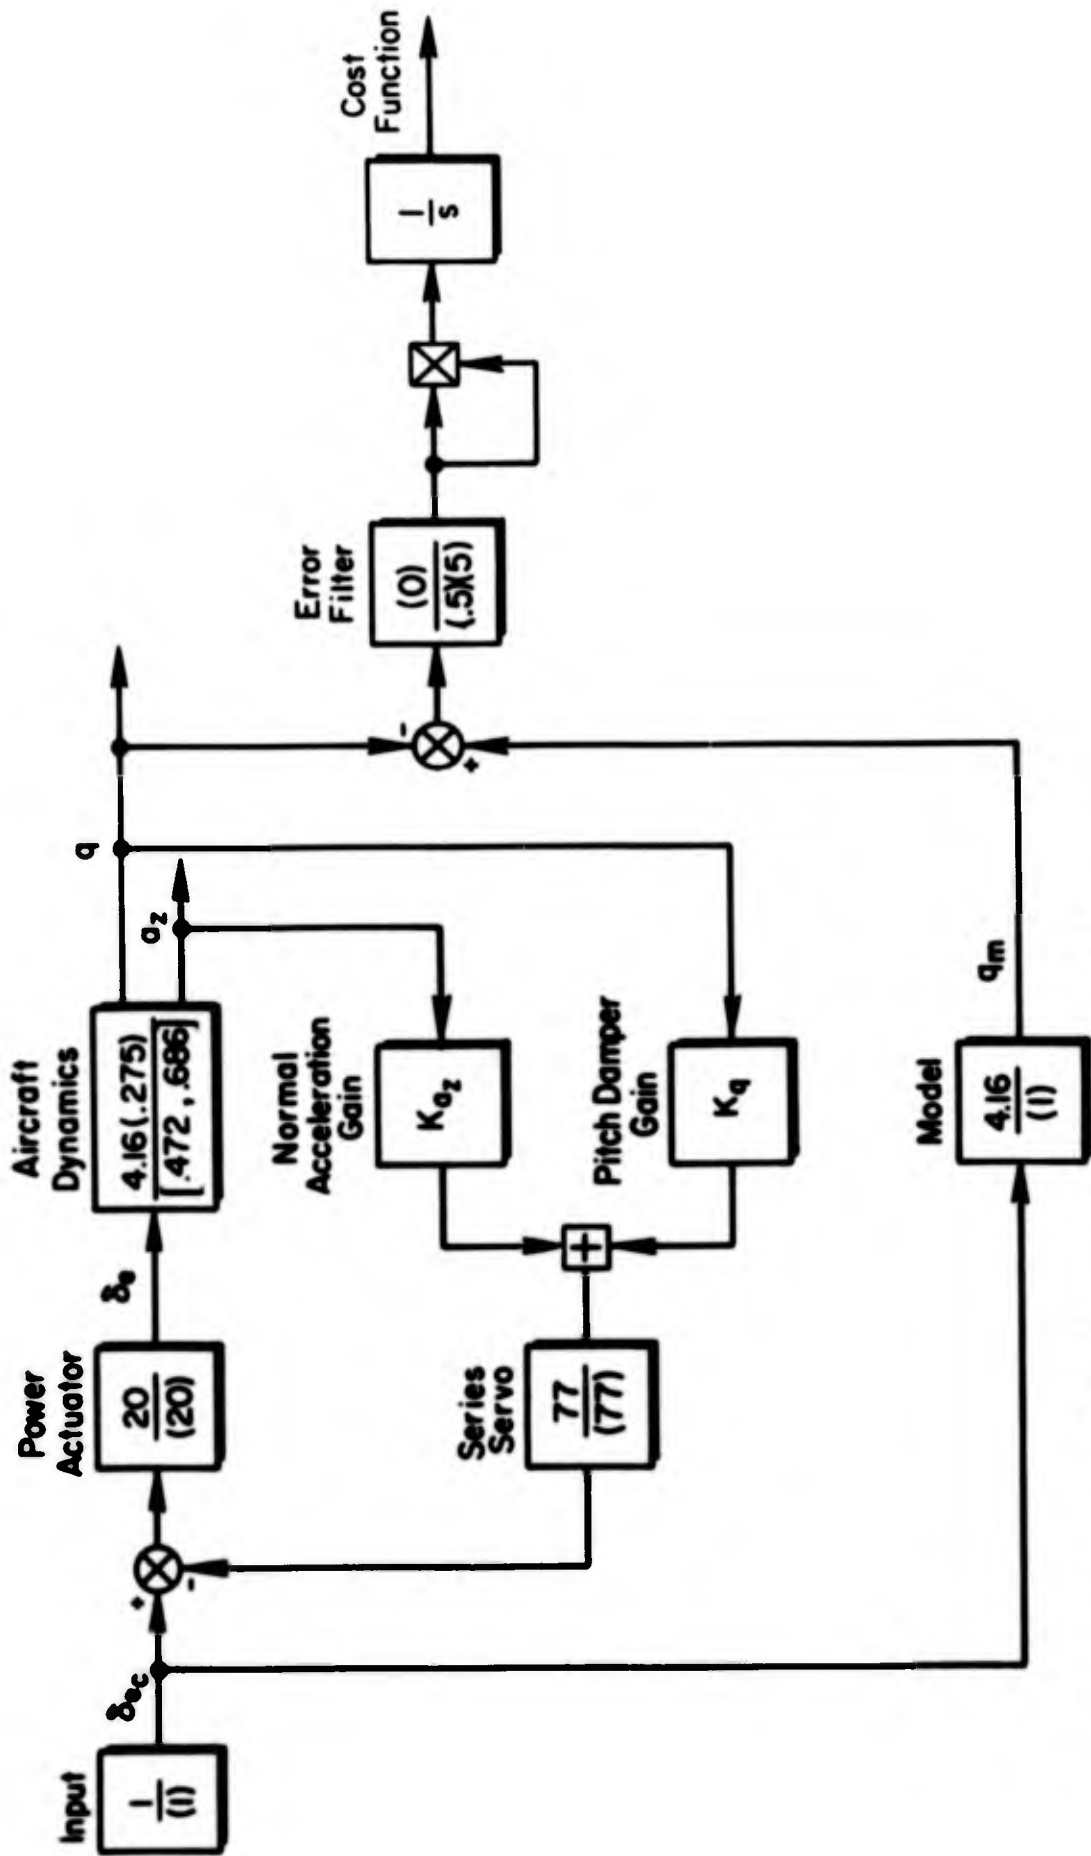 Input
1
(1)
δec
+
-
Power
Actuator
20
(20)
δe
Aircraft
Dynamics
4.16(.275)
[.472, .686]
q
az
Normal
Acceleration
Gain
Kaz
Pitch Damper
Gain
Kq
+
Series
Servo
77
(77)
Model
4.16
(1)
qm
-
+
Error
Filter
(0)
(.5)(5)
1
s
Cost
Function